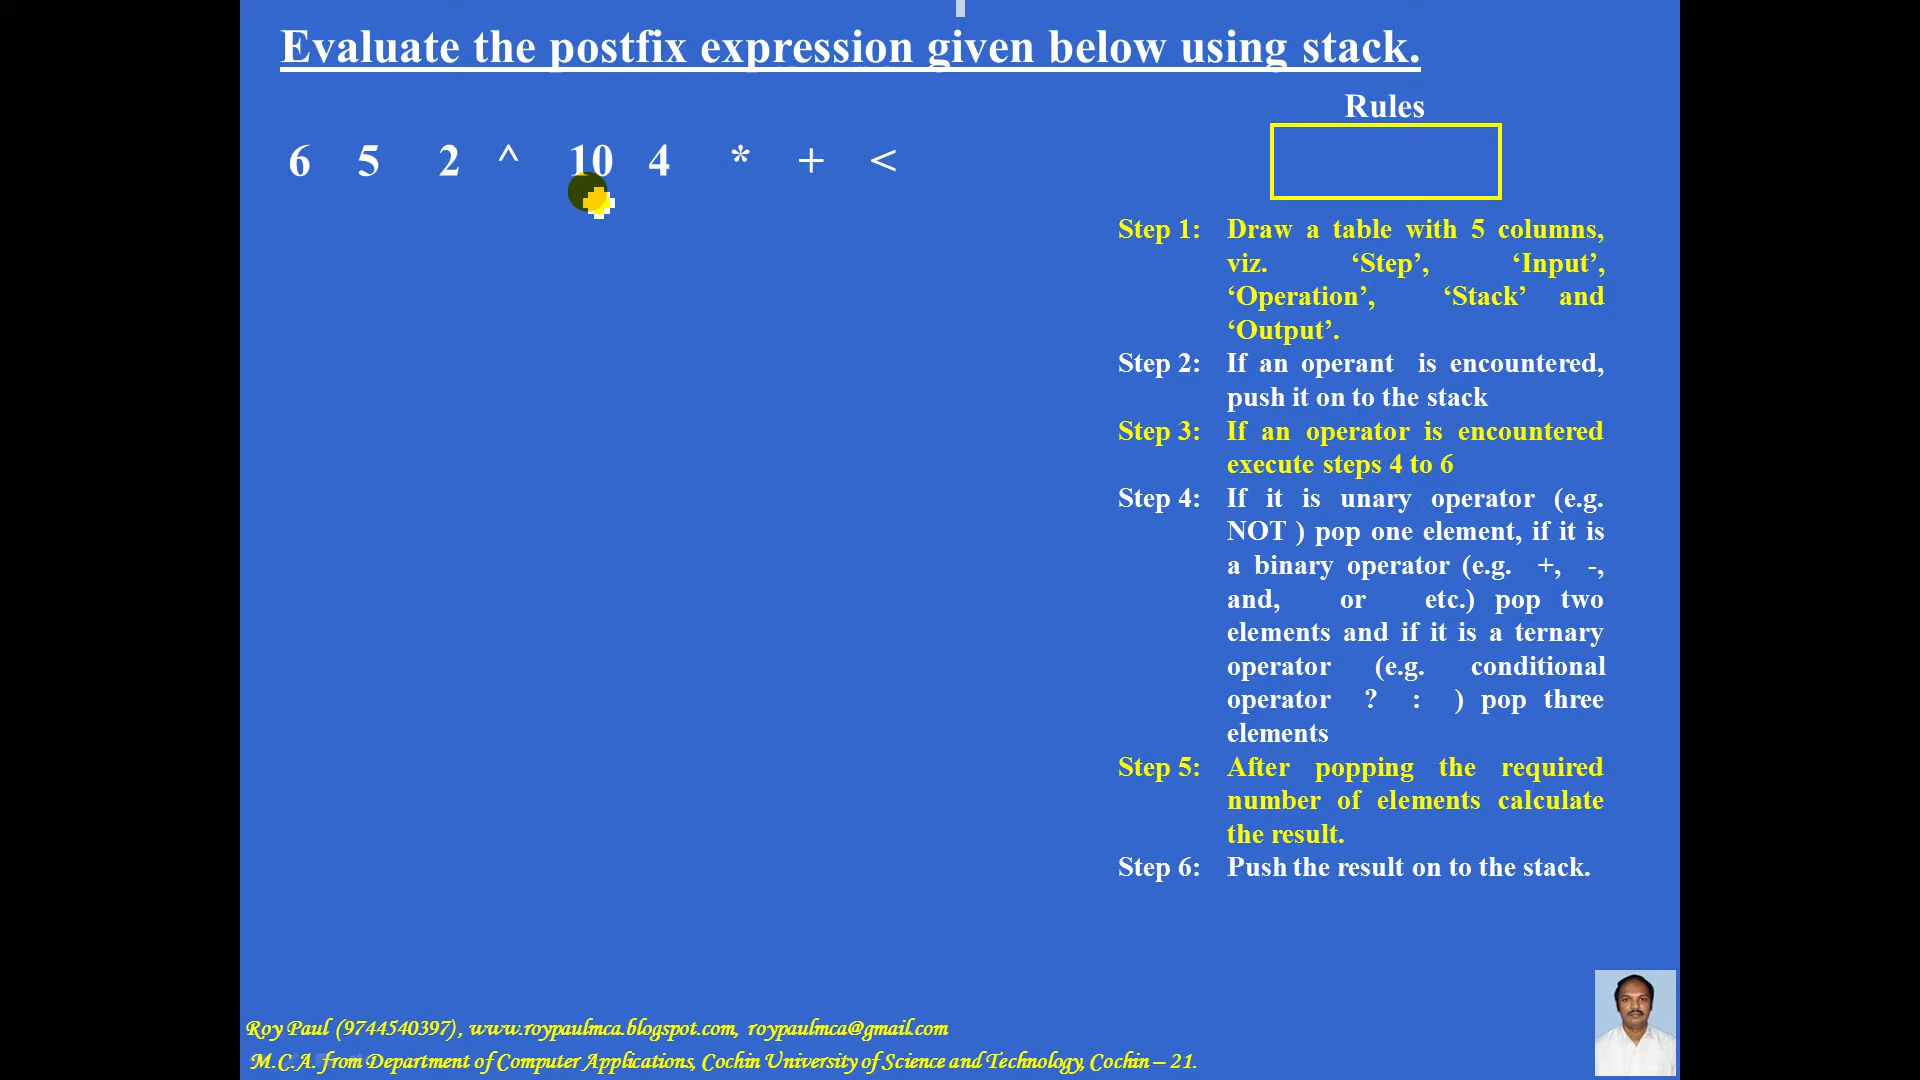 Evaluate the postfix expression given below using stack.
Rules
6 5 2 ^ 10 4 * + <
Step 1: Draw a table with 5 columns,
viz. ‘Step’, ‘Input’,
‘Operation’, ‘Stack’ and
‘Output’.
Step 2: If an operant is encountered,
push it on to the stack
Step 3: If an operator is encountered
execute steps 4 to 6
Step 4: If it is unary operator (e.g.
NOT ) pop one element, if it is
a binary operator (e.g. +, -,
and, or etc.) pop two
elements and if it is a ternary
operator (e.g. conditional
operator ? : ) pop three
elements
Step 5: After popping the required
number of elements calculate
the result.
Step 6: Push the result on to the stack.
Roy Paul (9744540397), www.roypaulmca.blogspot.com, roypaulmca@gmail.com
M.C.A. from Department of Computer Applications, Cochin University of Science and Technology, Cochin – 21.